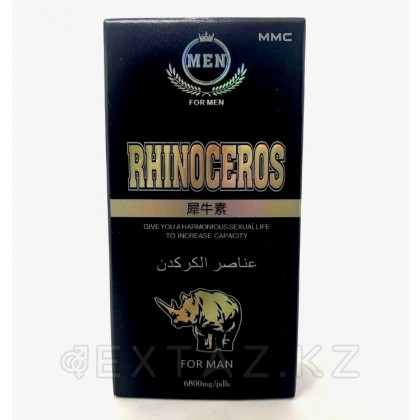 MMC
MEN
FOR MEN
RHINOCEROS
犀牛素
GIVE YOU A HARMONIOUS SEXUAL LIFE
TO INCREASE CAPACITY
عناصر الكركدن
EXTAZ.KZ
FOR MAN
6800mg/pills